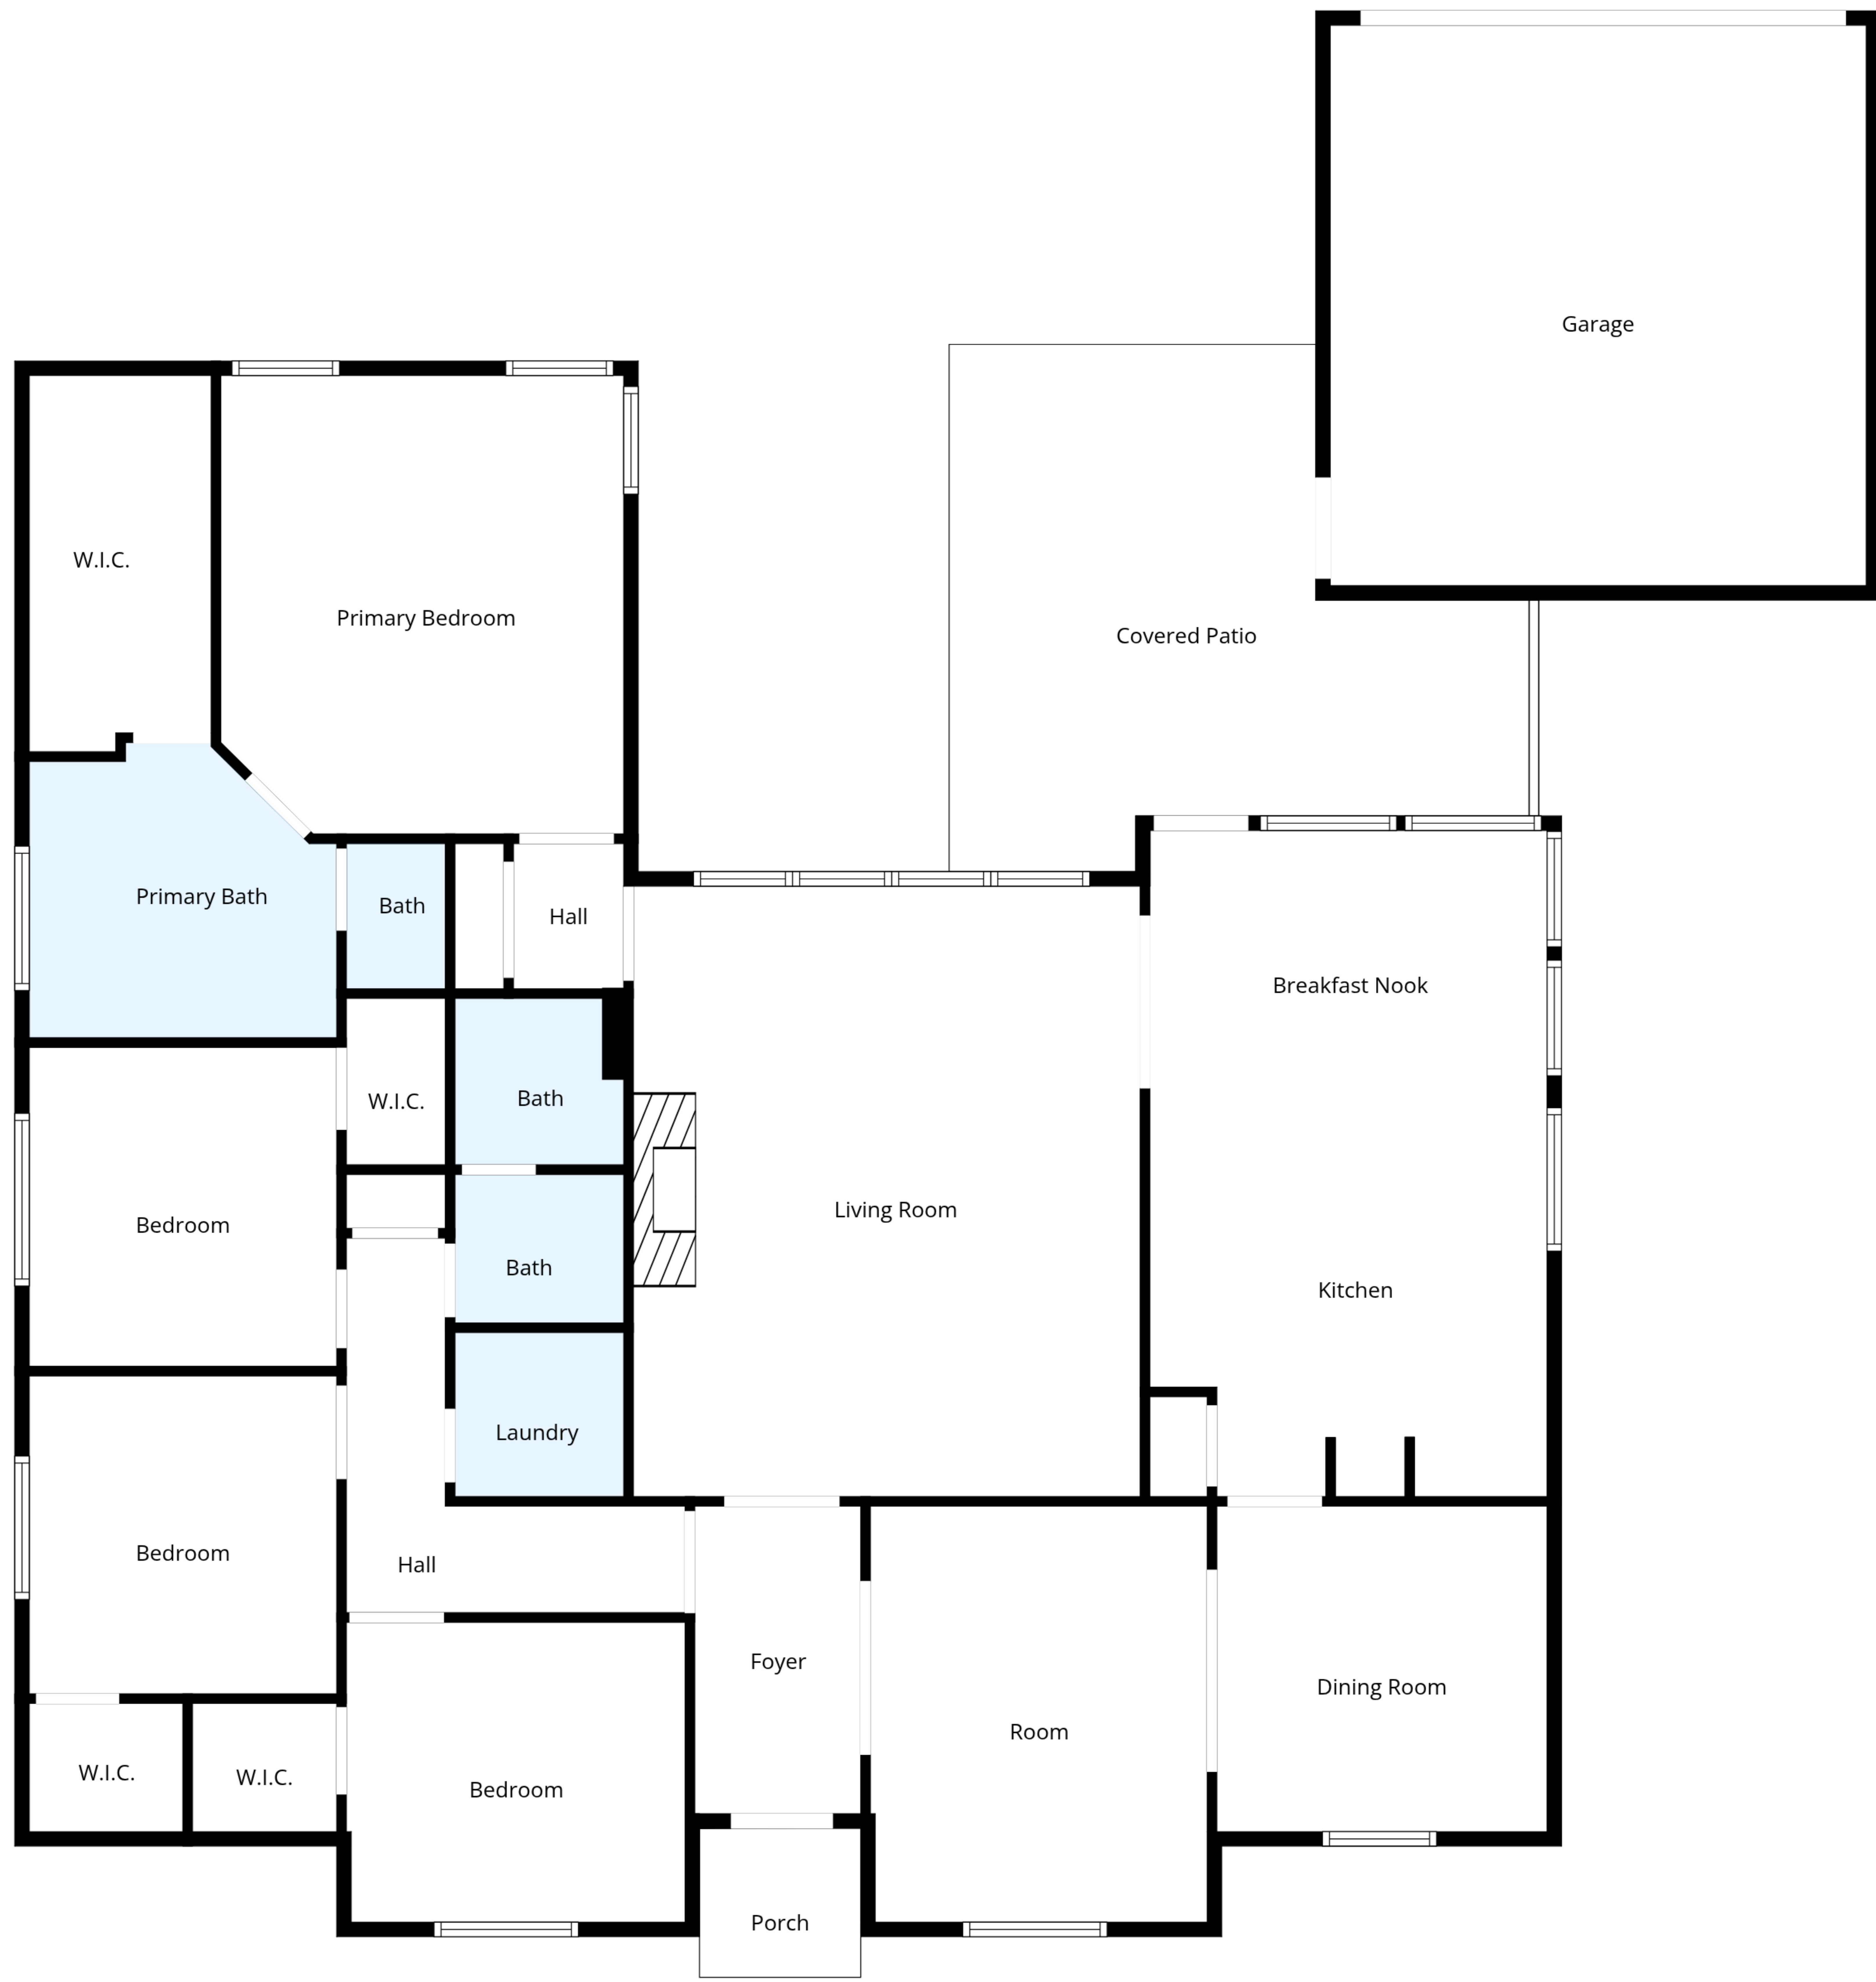 Garage
W.I.C.
Primary Bedroom
Covered Patio
Primary Bath
Bath
Hall
Breakfast Nook
W.I.C.
Bath
Living Room
Bedroom
Bath
Kitchen
Laundry
Bedroom
Hall
Foyer
Dining Room
Room
W.I.C.
W.I.C.
Bedroom
Porch